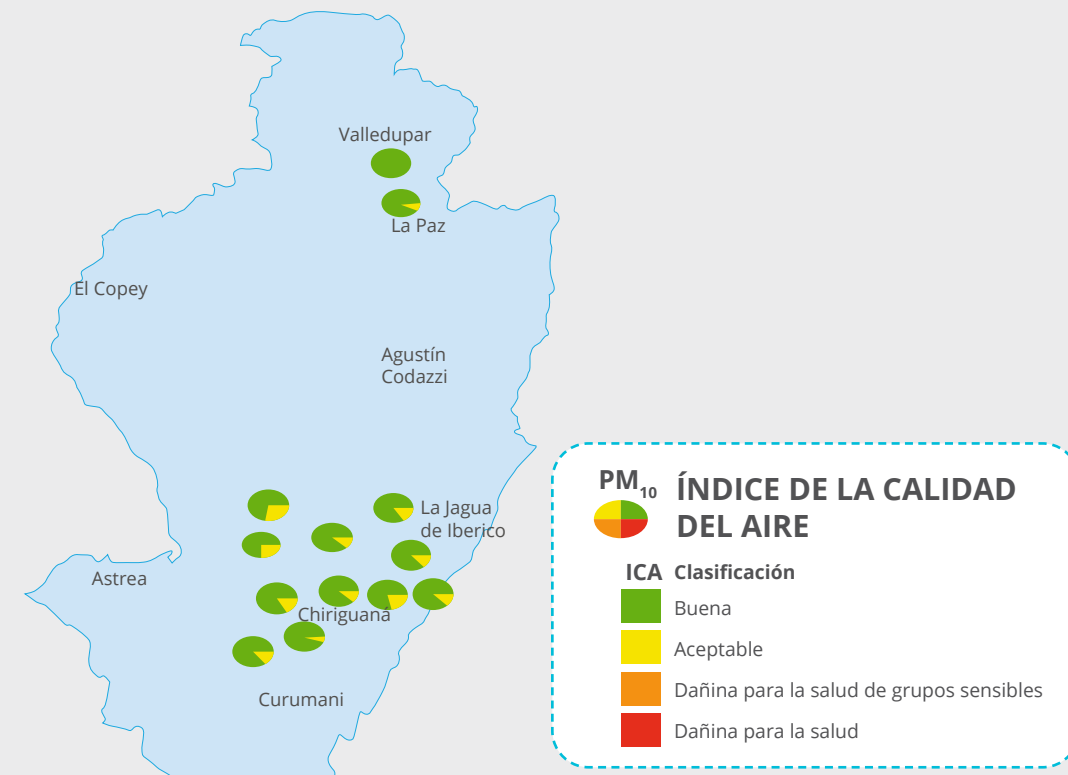 Valledupar
La Paz
El Copey
Agustín
Codazzi
La Jagua
de Iberico
Astrea
Chiriguaná
Curumani
PM10
ÍNDICE DE LA CALIDAD
DEL AIRE
ICA Clasificación
Buena
Aceptable
Dañina para la salud de grupos sensibles
Dañina para la salud